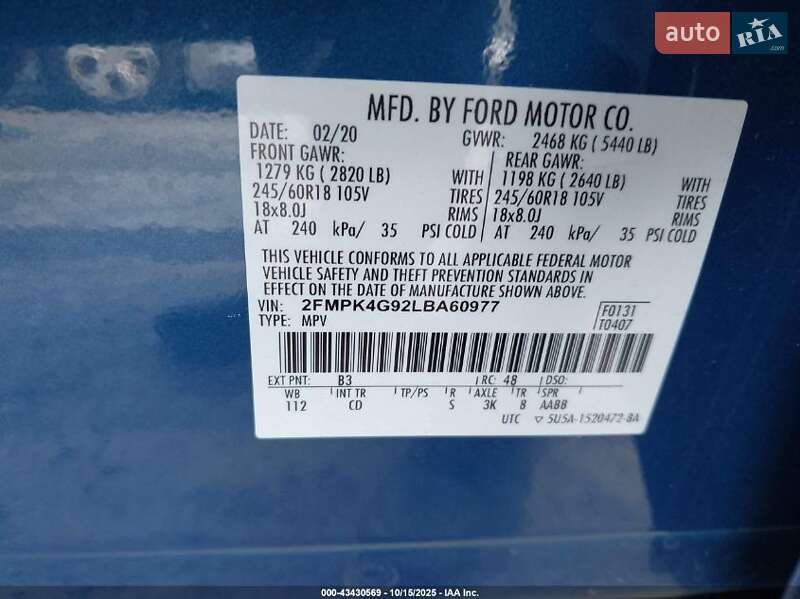 auto RIA .com
MFD. BY FORD MOTOR CO.
DATE: 02/20 GVWR: 2468 KG ( 5440 LB)
FRONT GAWR: REAR GAWR:
1279 KG ( 2820 LB) WITH 1198 KG ( 2640 LB) WITH
245/60R18 105V TIRES 245/60R18 105V TIRES
18x8.0J RIMS 18x8.0J RIMS
AT 240 kPa/ 35 PSI COLD AT 240 kPa/ 35 PSI COLD
THIS VEHICLE CONFORMS TO ALL APPLICABLE FEDERAL MOTOR
VEHICLE SAFETY AND THEFT PREVENTION STANDARDS IN
EFFECT ON THE DATE OF MANUFACTURE SHOWN ABOVE.
VIN: 2FMPK4G92LBA60977 F0131
TYPE: MPV T0407
EXT PNT: B3 RC: 48 DSO:
WB INT TR TP/PS R AXLE TR SPR
112 CD S 3K 8 AABB
UTC ▽ 5U5A-1520472-BA
000-43430569 - 10/15/2025 - IAA Inc.